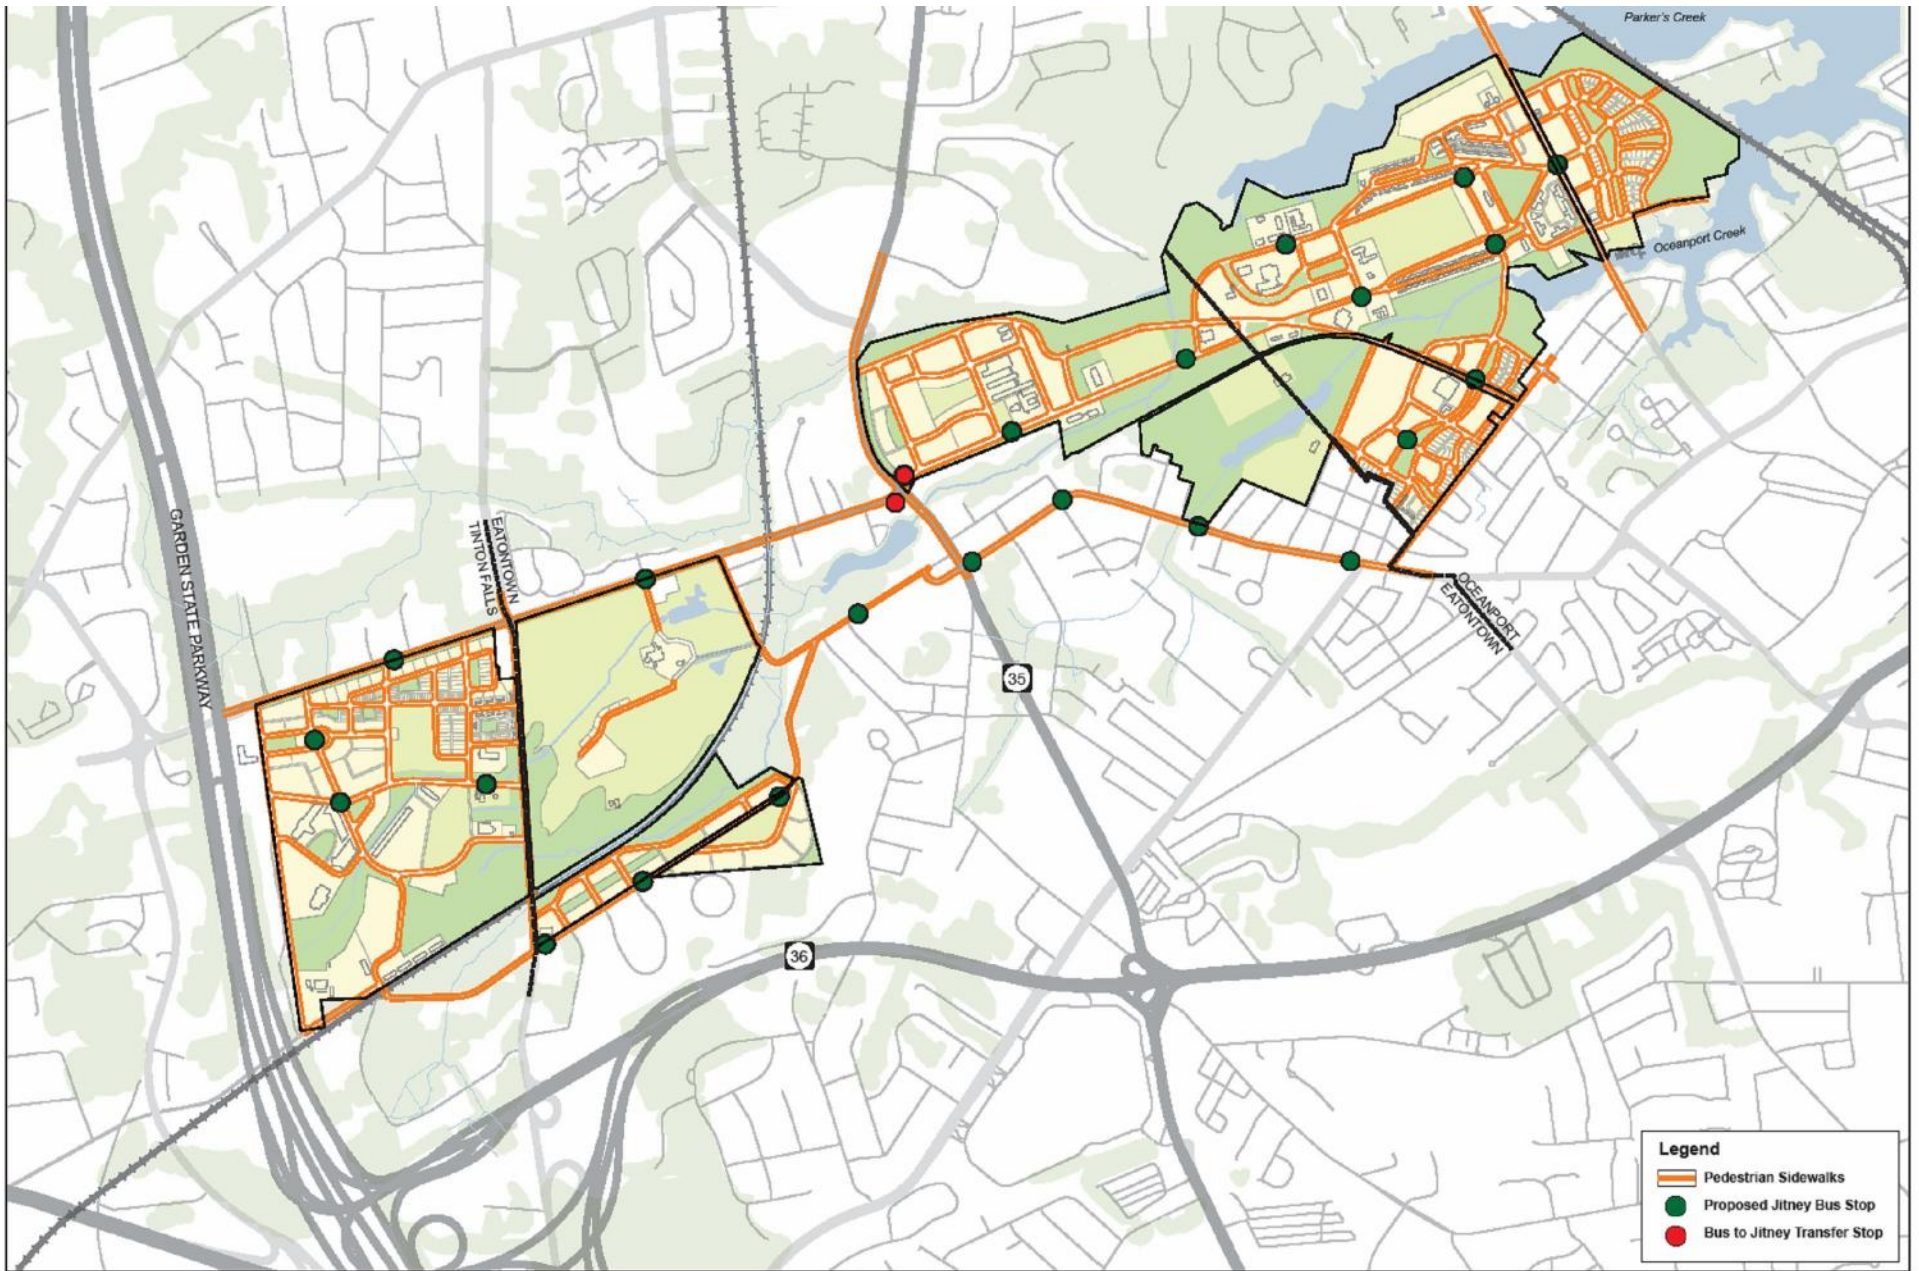 Parker's Creek
Oceanport Creek
GARDEN STATE PARKWAY
EATONTOWN
TINTON FALLS
OCEANPORT
EATONTOWN
35
36
Legend
Pedestrian Sidewalks
Proposed Jitney Bus Stop
Bus to Jitney Transfer Stop